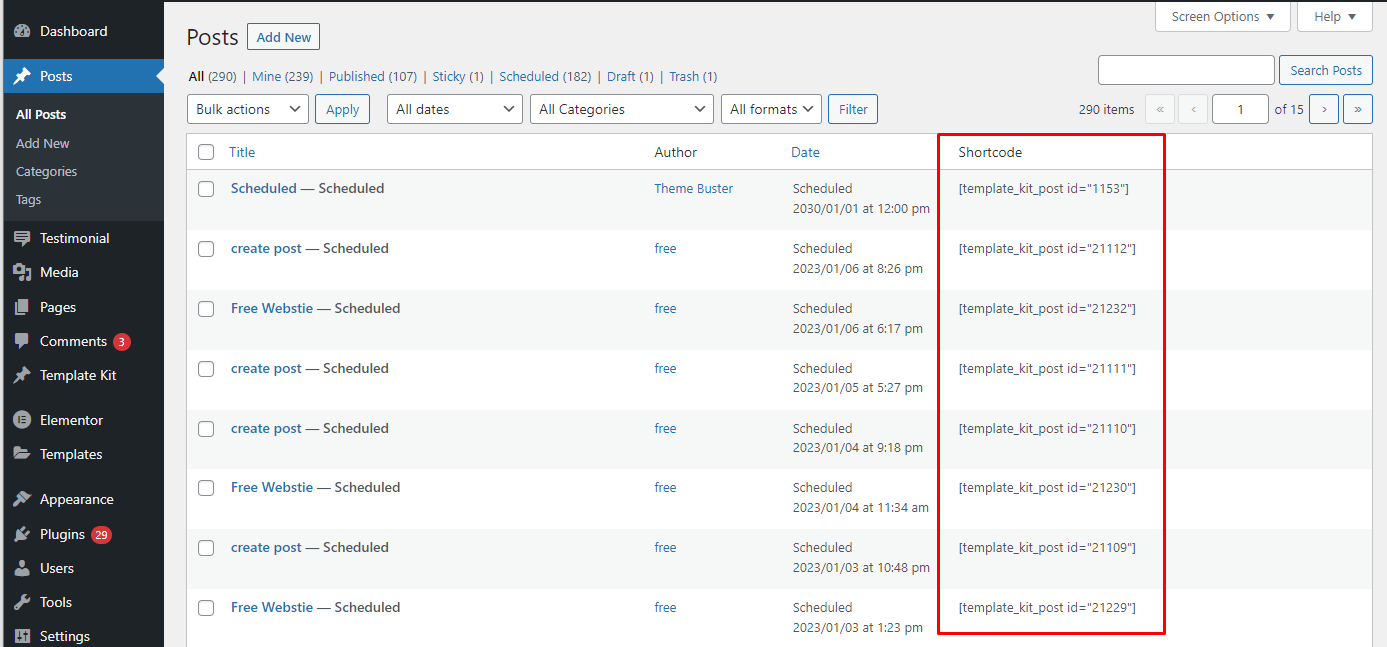 Screen Options ▼
Help ▼
Dashboard
Posts
All Posts
Add New
Categories
Tags
Testimonial
Media
Pages
Comments 3
Template Kit
Elementor
Templates
Appearance
Plugins 29
Users
Tools
Settings
Posts Add New
All (290) | Mine (239) | Published (107) | Sticky (1) | Scheduled (182) | Draft (1) | Trash (1)
Search Posts
Bulk actions Apply All dates All Categories All formats Filter 290 items « ‹ 1 of 15 › »
Title Author Date Shortcode
Scheduled — Scheduled Theme Buster Scheduled [template_kit_post id="1153"]
2030/01/01 at 12:00 pm
create post — Scheduled free Scheduled [template_kit_post id="21112"]
2023/01/06 at 8:26 pm
Free Webstie — Scheduled free Scheduled [template_kit_post id="21232"]
2023/01/06 at 6:17 pm
create post — Scheduled free Scheduled [template_kit_post id="21111"]
2023/01/05 at 5:27 pm
create post — Scheduled free Scheduled [template_kit_post id="21110"]
2023/01/04 at 9:18 pm
Free Webstie — Scheduled free Scheduled [template_kit_post id="21230"]
2023/01/04 at 11:34 am
create post — Scheduled free Scheduled [template_kit_post id="21109"]
2023/01/03 at 10:48 pm
Free Webstie — Scheduled free Scheduled [template_kit_post id="21229"]
2023/01/03 at 1:23 pm